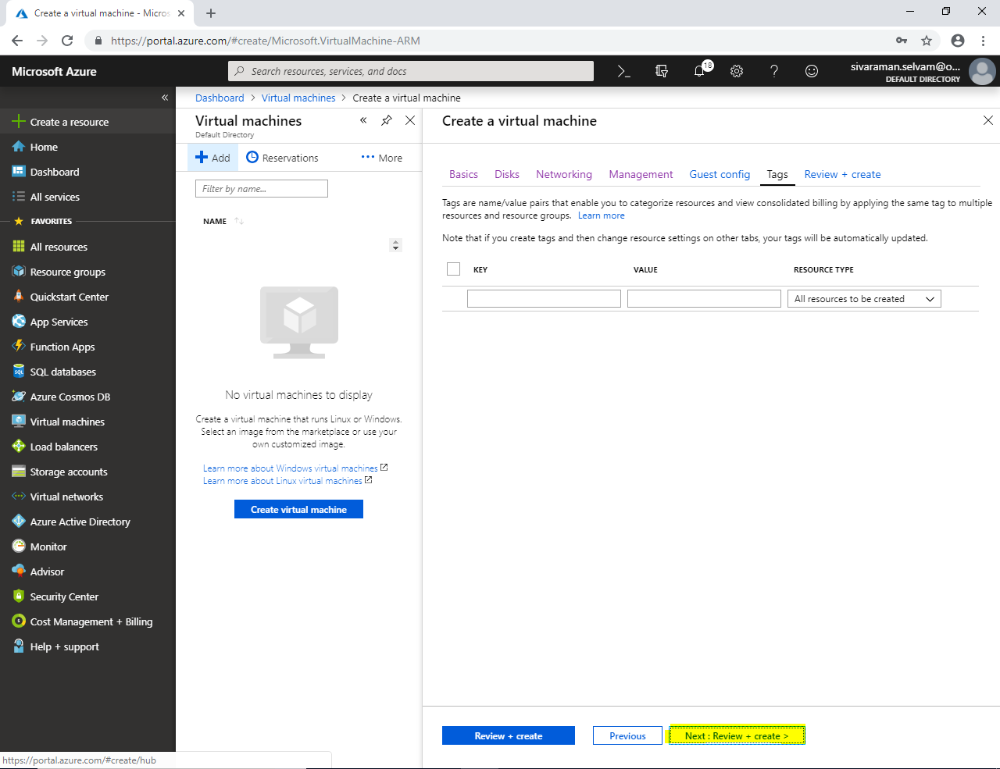 Create a virtual machine - Micros
https://portal.azure.com/#create/Microsoft.VirtualMachine-ARM
Microsoft Azure
Search resources, services, and docs
18
sivaraman.selvam@o...
DEFAULT DIRECTORY
Create a resource
Home
Dashboard
All services
FAVORITES
All resources
Resource groups
Quickstart Center
App Services
Function Apps
SQL databases
Azure Cosmos DB
Virtual machines
Load balancers
Storage accounts
Virtual networks
Azure Active Directory
Monitor
Advisor
Security Center
Cost Management + Billing
Help + support
https://portal.azure.com/#create/hub
Dashboard > Virtual machines > Create a virtual machine
Virtual machines
Default Directory
Add Reservations ••• More
Filter by name...
NAME
No virtual machines to display
Create a virtual machine that runs Linux or Windows.
Select an image from the marketplace or use your
own customized image.
Learn more about Windows virtual machines
Learn more about Linux virtual machines
Create virtual machine
Create a virtual machine
Basics Disks Networking Management Guest config Tags Review + create
Tags are name/value pairs that enable you to categorize resources and view consolidated billing by applying the same tag to multiple
resources and resource groups. Learn more
Note that if you create tags and then change resource settings on other tabs, your tags will be automatically updated.
KEY VALUE RESOURCE TYPE
All resources to be created
Review + create Previous Next : Review + create >